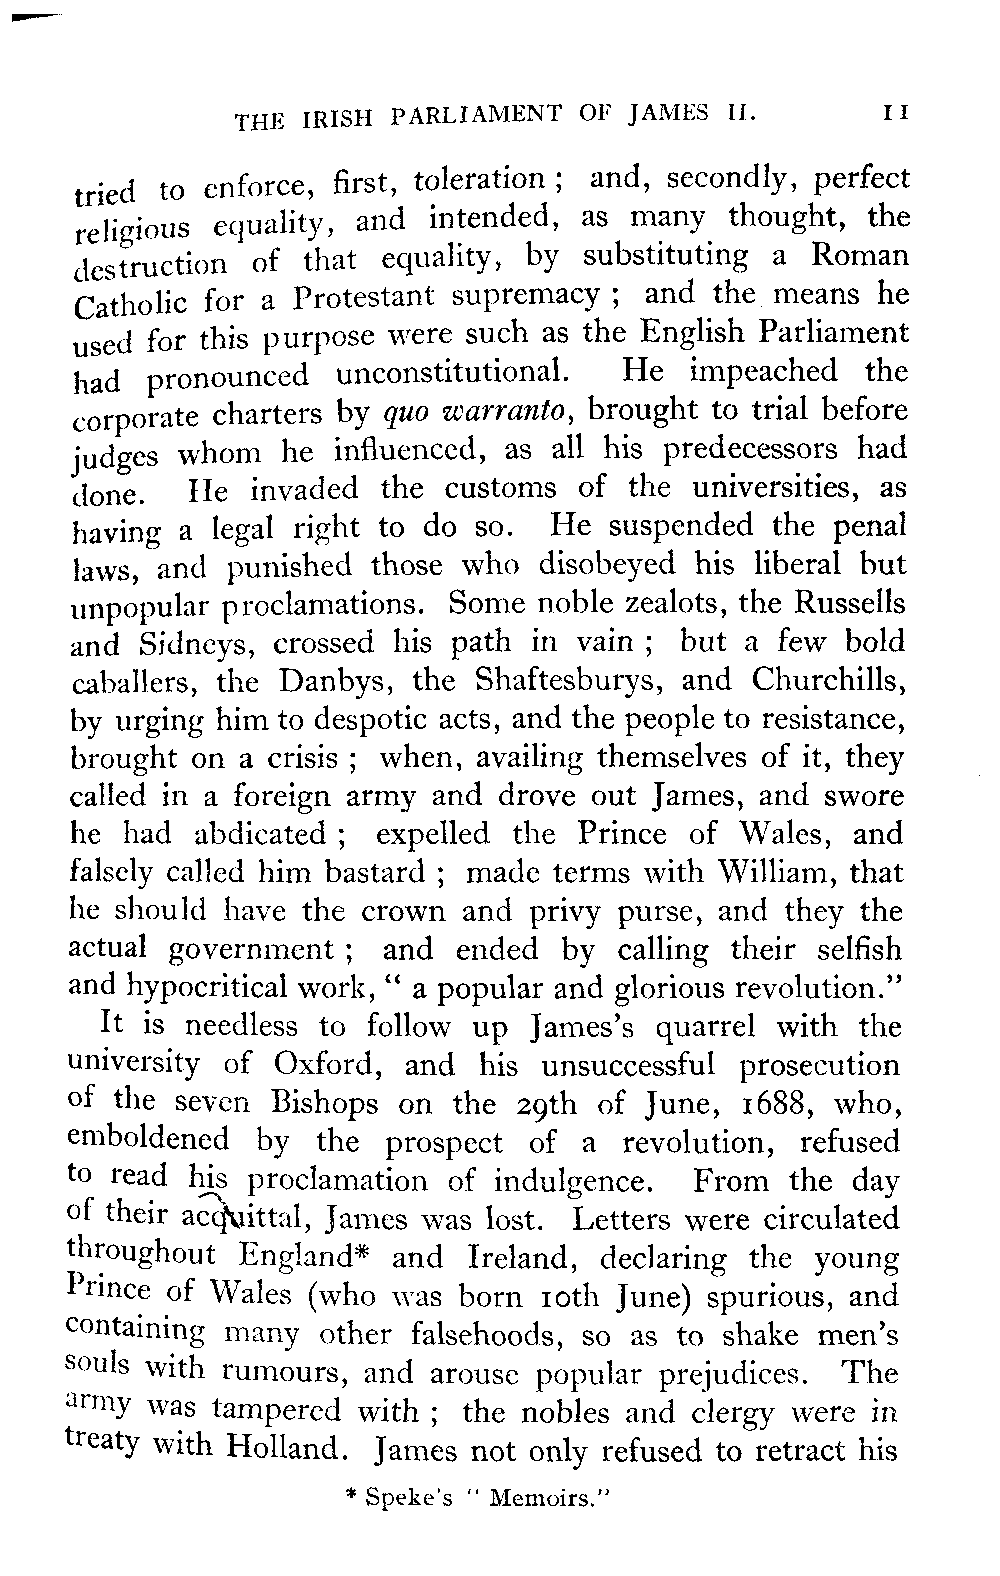 THE IRISH PARLIAMENT OF JAMES II. 11
tried to enforce, first, toleration ; and, secondly, perfect
religious equality, and intended, as many thought, the
destruction of that equality, by substituting a Roman
Catholic for a Protestant supremacy ; and the means he
used for this purpose were such as the English Parliament
had pronounced unconstitutional. He impeached the
corporate charters by quo warranto, brought to trial before
judges whom he influenced, as all his predecessors had
done. He invaded the customs of the universities, as
having a legal right to do so. He suspended the penal
laws, and punished those who disobeyed his liberal but
unpopular proclamations. Some noble zealots, the Russells
and Sidneys, crossed his path in vain ; but a few bold
caballers, the Danbys, the Shaftesburys, and Churchills,
by urging him to despotic acts, and the people to resistance,
brought on a crisis ; when, availing themselves of it, they
called in a foreign army and drove out James, and swore
he had abdicated ; expelled the Prince of Wales, and
falsely called him bastard ; made terms with William, that
he should have the crown and privy purse, and they the
actual government ; and ended by calling their selfish
and hypocritical work, “ a popular and glorious revolution.”
It is needless to follow up James's quarrel with the
university of Oxford, and his unsuccessful prosecution
of the seven Bishops on the 29th of June, 1688, who,
emboldened by the prospect of a revolution, refused
to read his proclamation of indulgence. From the day
of their acquittal, James was lost. Letters were circulated
throughout England* and Ireland, declaring the young
Prince of Wales (who was born 10th June) spurious, and
containing many other falsehoods, so as to shake men's
souls with rumours, and arouse popular prejudices. The
army was tampered with ; the nobles and clergy were in
treaty with Holland. James not only refused to retract his
* Speke's “ Memoirs.”